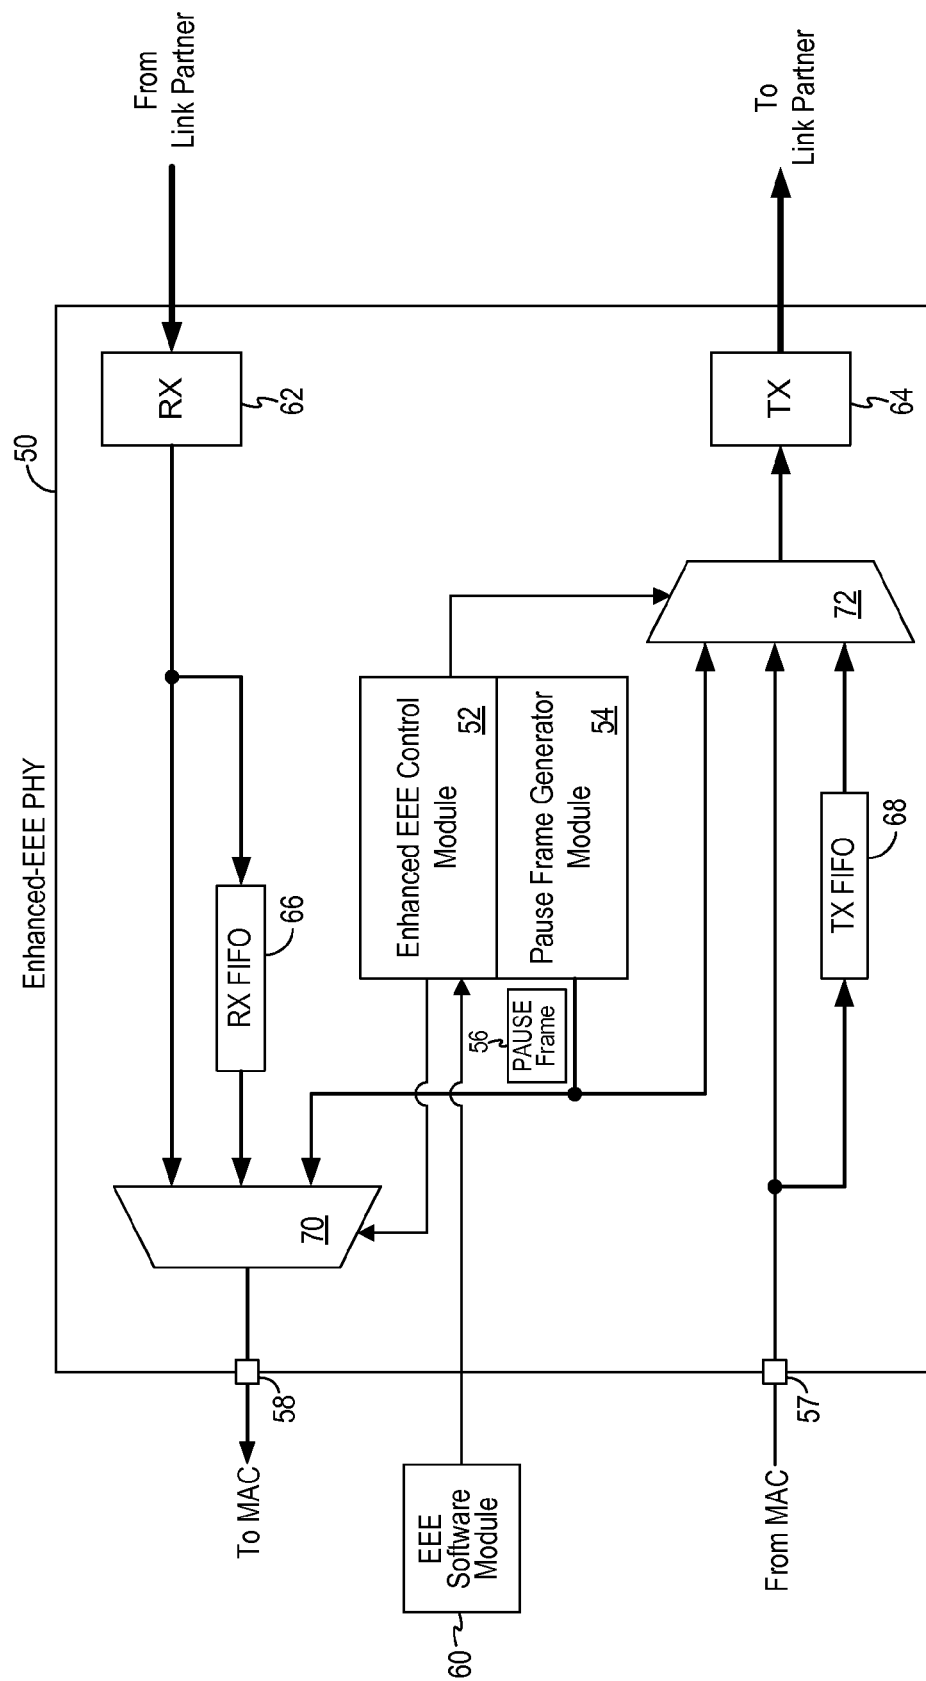 Enhanced-EEE PHY
50
To MAC
58
70
RX FIFO
66
RX
62
From
Link Partner
EEE
Software
Module
60
Enhanced EEE Control
Module
52
Pause Frame Generator
Module
54
56
PAUSE
Frame
From MAC
57
TX FIFO
68
72
TX
64
To
Link Partner